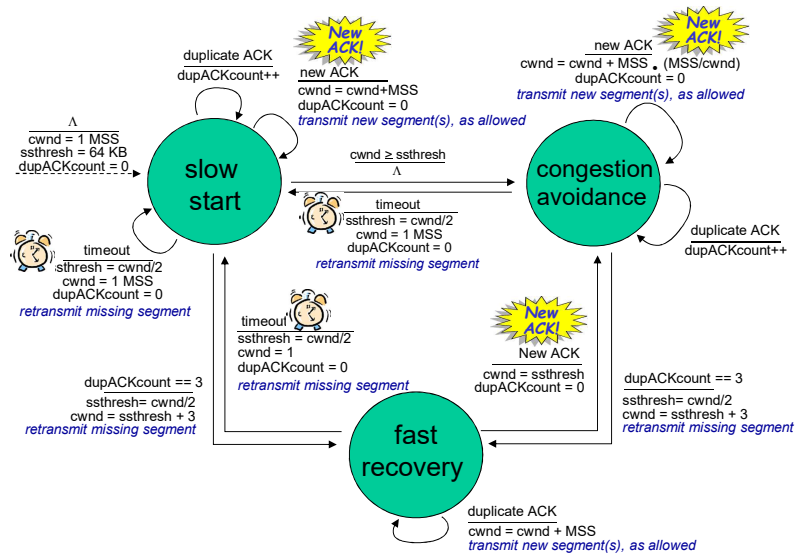 New
ACK!
duplicate ACK
dupACKcount++
new ACK
cwnd = cwnd+MSS
dupACKcount = 0
transmit new segment(s), as allowed
New
ACK!
new ACK
cwnd = cwnd + MSS • (MSS/cwnd)
dupACKcount = 0
transmit new segment(s), as allowed
Λ
cwnd = 1 MSS
ssthresh = 64 KB
dupACKcount = 0
slow
start
cwnd ≥ ssthresh
Λ
congestion
avoidance
timeout
ssthresh = cwnd/2
cwnd = 1 MSS
dupACKcount = 0
retransmit missing segment
duplicate ACK
dupACKcount++
timeout
ssthresh = cwnd/2
cwnd = 1 MSS
dupACKcount = 0
retransmit missing segment
timeout
ssthresh = cwnd/2
cwnd = 1
dupACKcount = 0
retransmit missing segment
New
ACK!
New ACK
cwnd = ssthresh
dupACKcount = 0
dupACKcount == 3
ssthresh= cwnd/2
cwnd = ssthresh + 3
retransmit missing segment
dupACKcount == 3
ssthresh= cwnd/2
cwnd = ssthresh + 3
retransmit missing segment
fast
recovery
duplicate ACK
cwnd = cwnd + MSS
transmit new segment(s), as allowed